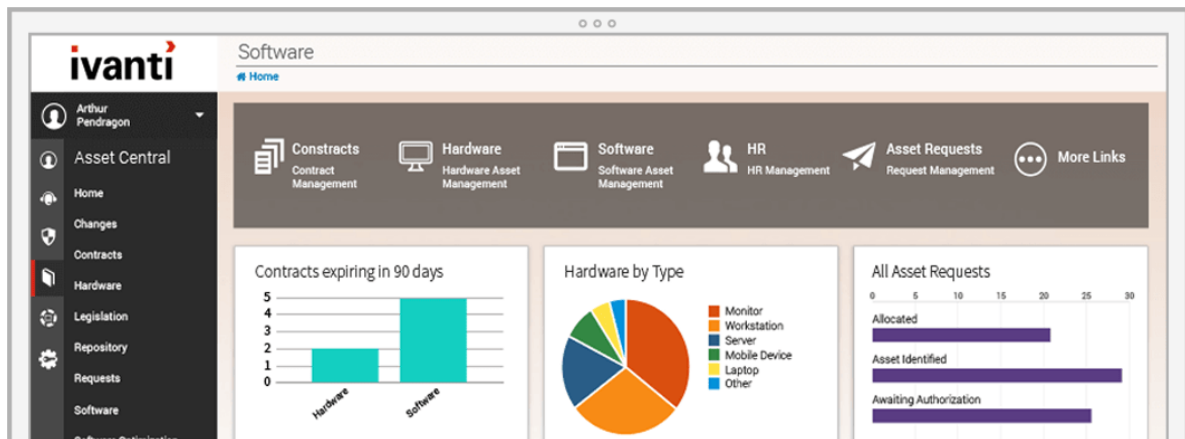 ivanti
Software
Home
Arthur
Pendragon
Asset Central
Home
Changes
Contracts
Hardware
Legislation
Repository
Requests
Software
Software Optimization
Constracts
Contract
Management
Hardware
Hardware Asset
Management
Software
Software Asset
Management
HR
HR Management
Asset Requests
Request Management
More Links
Contracts expiring in 90 days
5
4
3
2
1
0
Hardware
Software
Hardware by Type
Monitor
Workstation
Server
Mobile Device
Laptop
Other
All Asset Requests
0 5 10 15 20 25 30
Allocated
Asset Identified
Awaiting Authorization